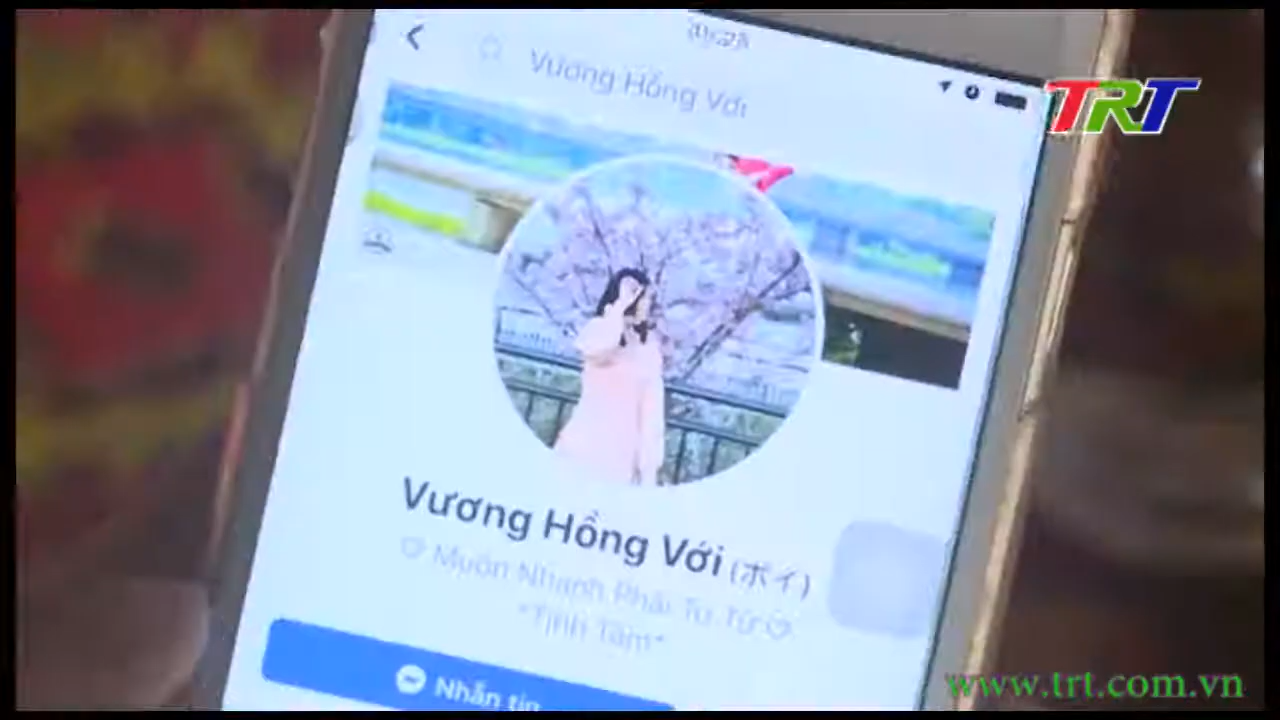 Vương Hồng Với
TRT
Vương Hồng Với (ボイ)
♡ Muốn Nhanh Phải Từ Từ ♡
*Tịnh Tâm*
Nhắn tin
www.trt.com.vn